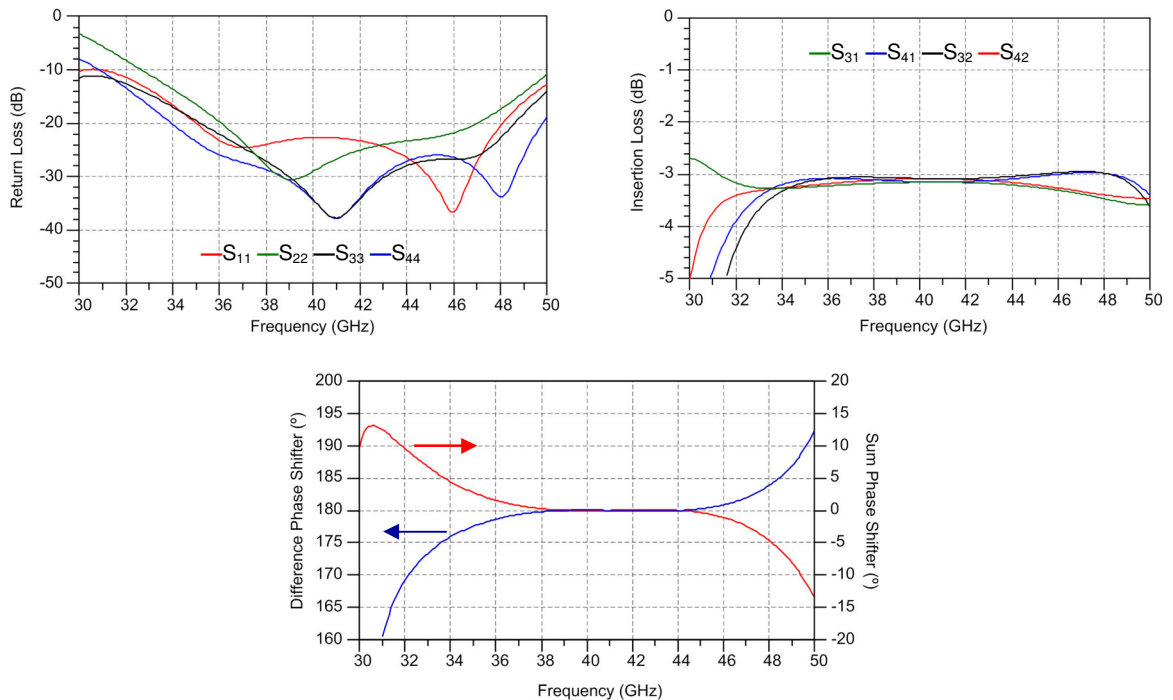 0
-10
-20
-30
-40
-50
Return Loss (dB)
S11 S22 S33 S44
30 32 34 36 38 40 42 44 46 48 50
Frequency (GHz)
0
-1
-2
-3
-4
-5
Insertion Loss (dB)
S31 S41 S32 S42
30 32 34 36 38 40 42 44 46 48 50
Frequency (GHz)
200
195
190
185
180
175
170
165
160
Difference Phase Shifter (º)
20
15
10
5
0
-5
-10
-15
-20
Sum Phase Shifter (º)
30 32 34 36 38 40 42 44 46 48 50
Frequency (GHz)